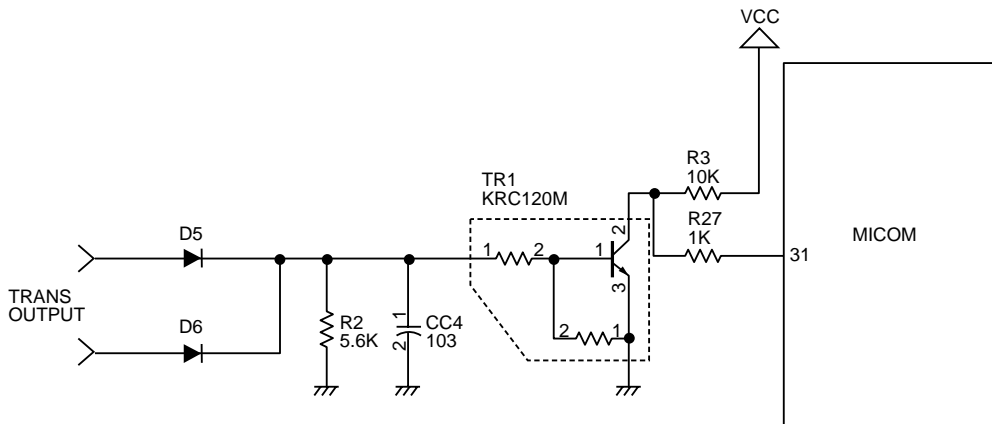 VCC
R3
10K
TR1
KRC120M
R27
1K
MICOM
31
D5
TRANS
OUTPUT
D6
R2
5.6K
CC4
103
1
2
1
2
1
2
3
2
1